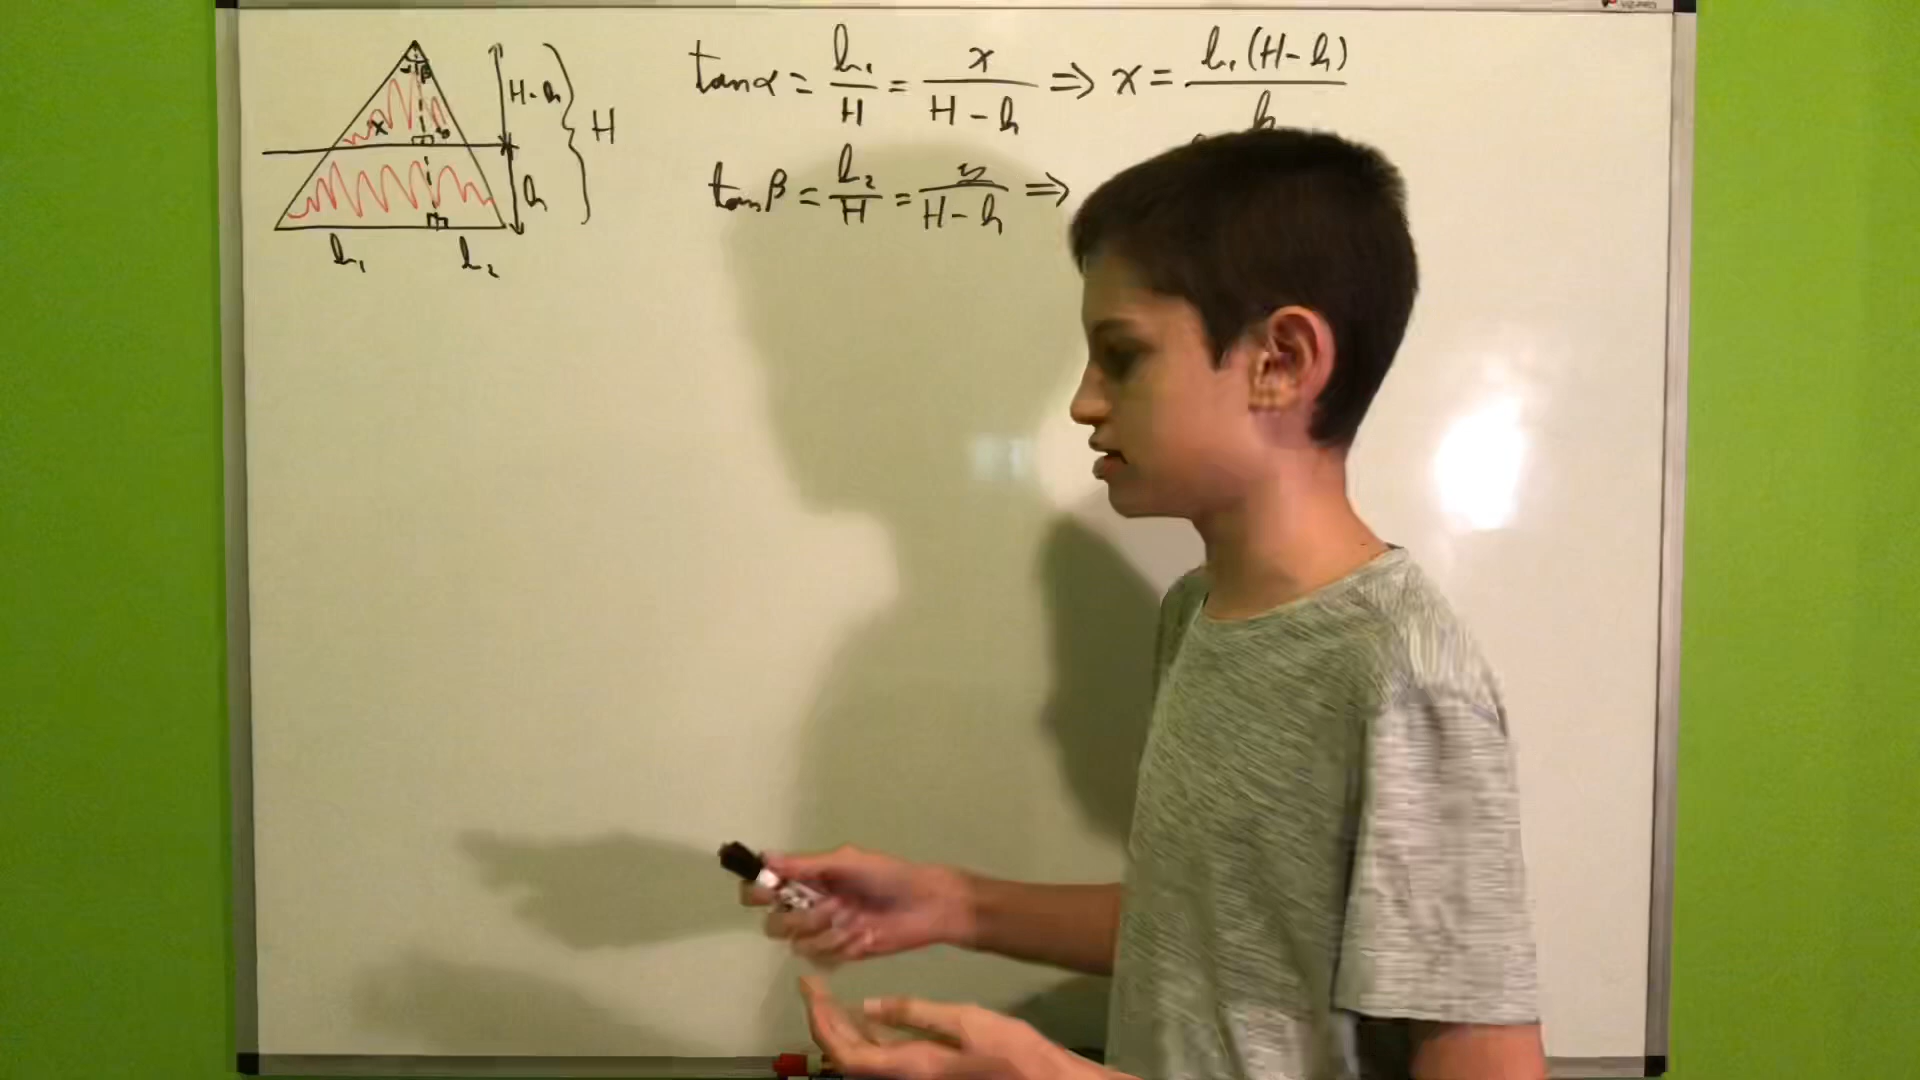 tanα = l₁/H = x/(H-h) ⇒ x = l₁(H-h)/h
tanβ = l₂/H = y/(H-h) ⇒
α β
H-h
H
x y
h
l₁ l₂